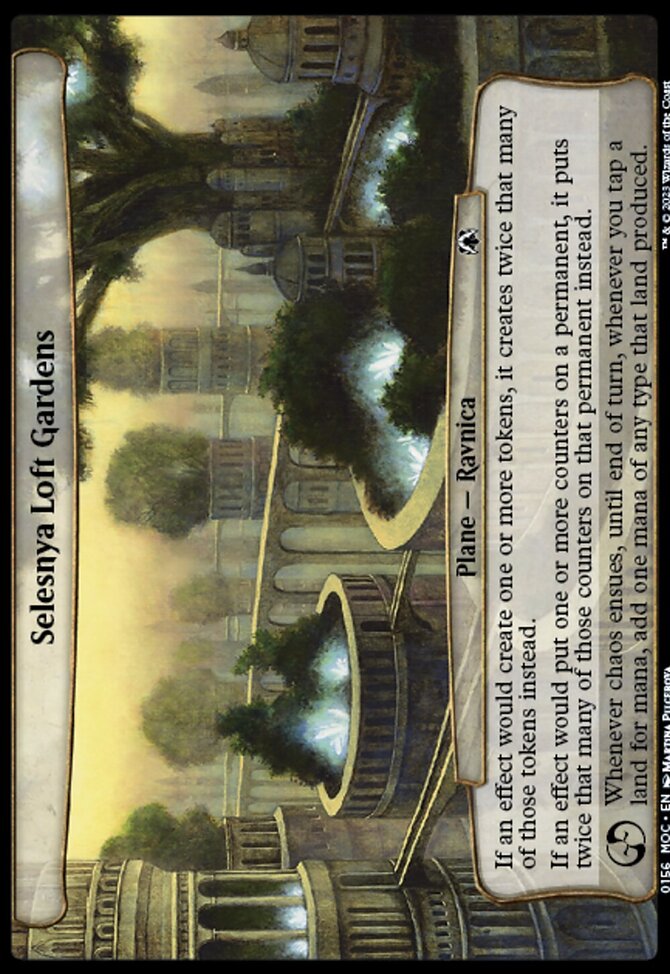 Selesnya Loft Gardens
Plane — Ravnica
If an effect would create one or more tokens, it creates twice that many
of those tokens instead.
If an effect would put one or more counters on a permanent, it puts
twice that many of those counters on that permanent instead.
Whenever chaos ensues, until end of turn, whenever you tap a
land for mana, add one mana of any type that land produced.
0156 MOC • EN Martina Pilcerova
™ & © 2023 Wizards of the Coast